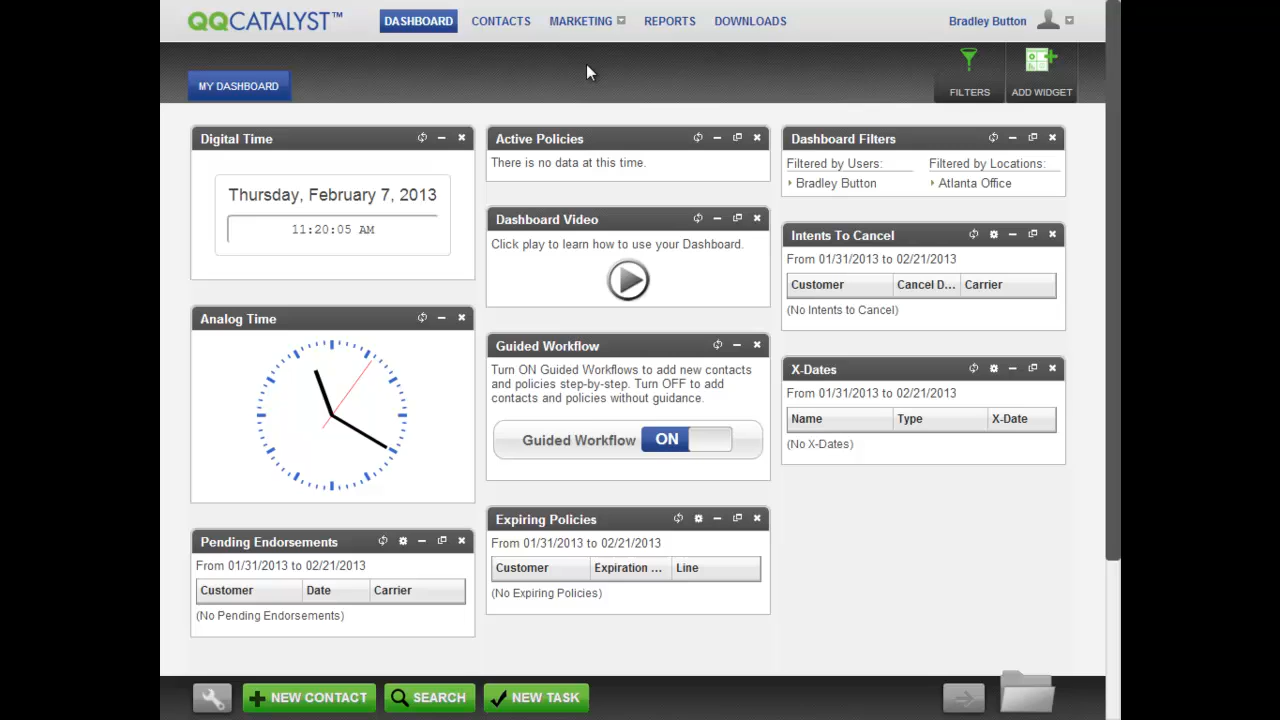 QQCATALYST™ DASHBOARD CONTACTS MARKETING REPORTS DOWNLOADS Bradley Button
MY DASHBOARD FILTERS ADD WIDGET
Digital Time
Thursday, February 7, 2013
11:20:05 AM
Analog Time
Pending Endorsements
From 01/31/2013 to 02/21/2013
Customer Date Carrier
(No Pending Endorsements)
Active Policies
There is no data at this time.
Dashboard Video
Click play to learn how to use your Dashboard.
Guided Workflow
Turn ON Guided Workflows to add new contacts
and policies step-by-step. Turn OFF to add
contacts and policies without guidance.
Guided Workflow ON
Expiring Policies
From 01/31/2013 to 02/21/2013
Customer Expiration ... Line
(No Expiring Policies)
Dashboard Filters
Filtered by Users: Filtered by Locations:
Bradley Button Atlanta Office
Intents To Cancel
From 01/31/2013 to 02/21/2013
Customer Cancel D... Carrier
(No Intents to Cancel)
X-Dates
From 01/31/2013 to 02/21/2013
Name Type X-Date
(No X-Dates)
NEW CONTACT SEARCH NEW TASK